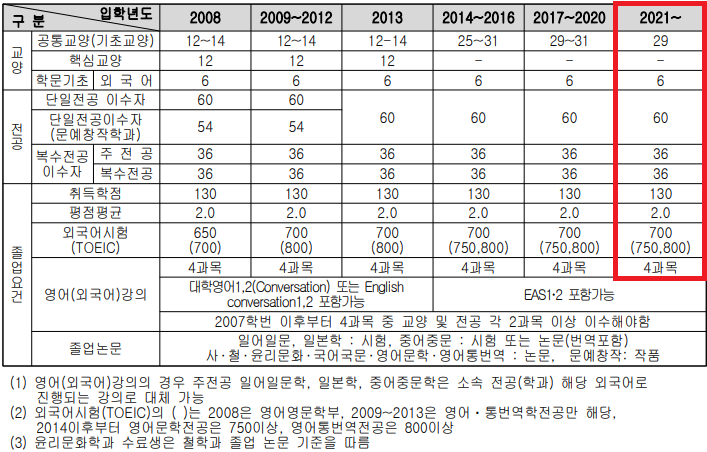 구 분 입학년도 2008 2009~2012 2013 2014~2016 2017~2020 2021~
교양 공통교양(기초교양) 12~14 12~14 12-14 25~31 29~31 29
핵심교양 12 12 12 - - -
학문기초 외 국 어 6 6 6 6 6 6
전공 단일전공 이수자 60 60 60 60 60 60
단일전공이수자 54 54
(문예창작학과)
복수전공 이수자 주 전 공 36 36 36 36 36 36
복수전공 36 36 36 36 36 36
졸업요건 취득학점 130 130 130 130 130 130
평점평균 2.0 2.0 2.0 2.0 2.0 2.0
외국어시험 650 700 700 700 700 700
(TOEIC) (700) (800) (800) (750,800) (750,800) (750,800)
영어(외국어)강의 4과목 4과목 4과목 4과목 4과목 4과목
대학영어1,2(Conversation) 또는 English
conversation1,2 포함가능 EAS1·2 포함가능
2007학번 이후부터 4과목 중 교양 및 전공 각 2과목 이상 이수해야함
졸업논문 일어일문, 일본학 : 시험, 중어중문 : 시험 또는 논문(번역포함)
사·철·윤리문화·국어국문·영어문학·영어통번역 : 논문, 문예창작: 작품
(1) 영어(외국어)강의의 경우 주전공 일어일문학, 일본학, 중어중문학은 소속 전공(학과) 해당 외국어로
진행되는 강의로 대체 가능
(2) 외국어시험(TOEIC)의 ( )는 2008은 영어영문학부, 2009~2013은 영어・통번역학전공만 해당,
2014이후부터 영어문학전공은 750이상, 영어통번역전공은 800이상
(3) 윤리문화학과 수료생은 철학과 졸업 논문 기준을 따름